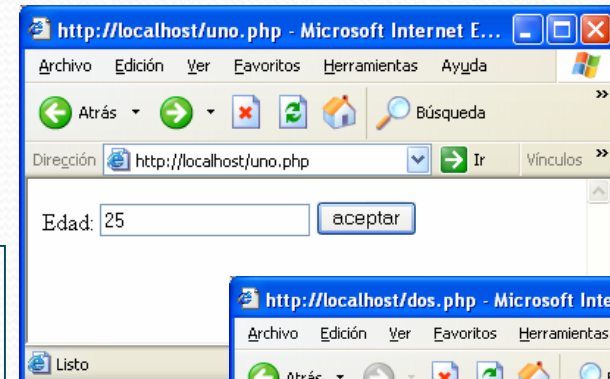 http://localhost/uno.php - Microsoft Internet E...
Archivo Edición Ver Favoritos Herramientas Ayuda
Atrás Búsqueda
Dirección http://localhost/uno.php Ir Vínculos
Edad: 25 aceptar
http://localhost/dos.php - Microsoft Inte
Archivo Edición Ver Favoritos Herramientas
Listo
Atrás